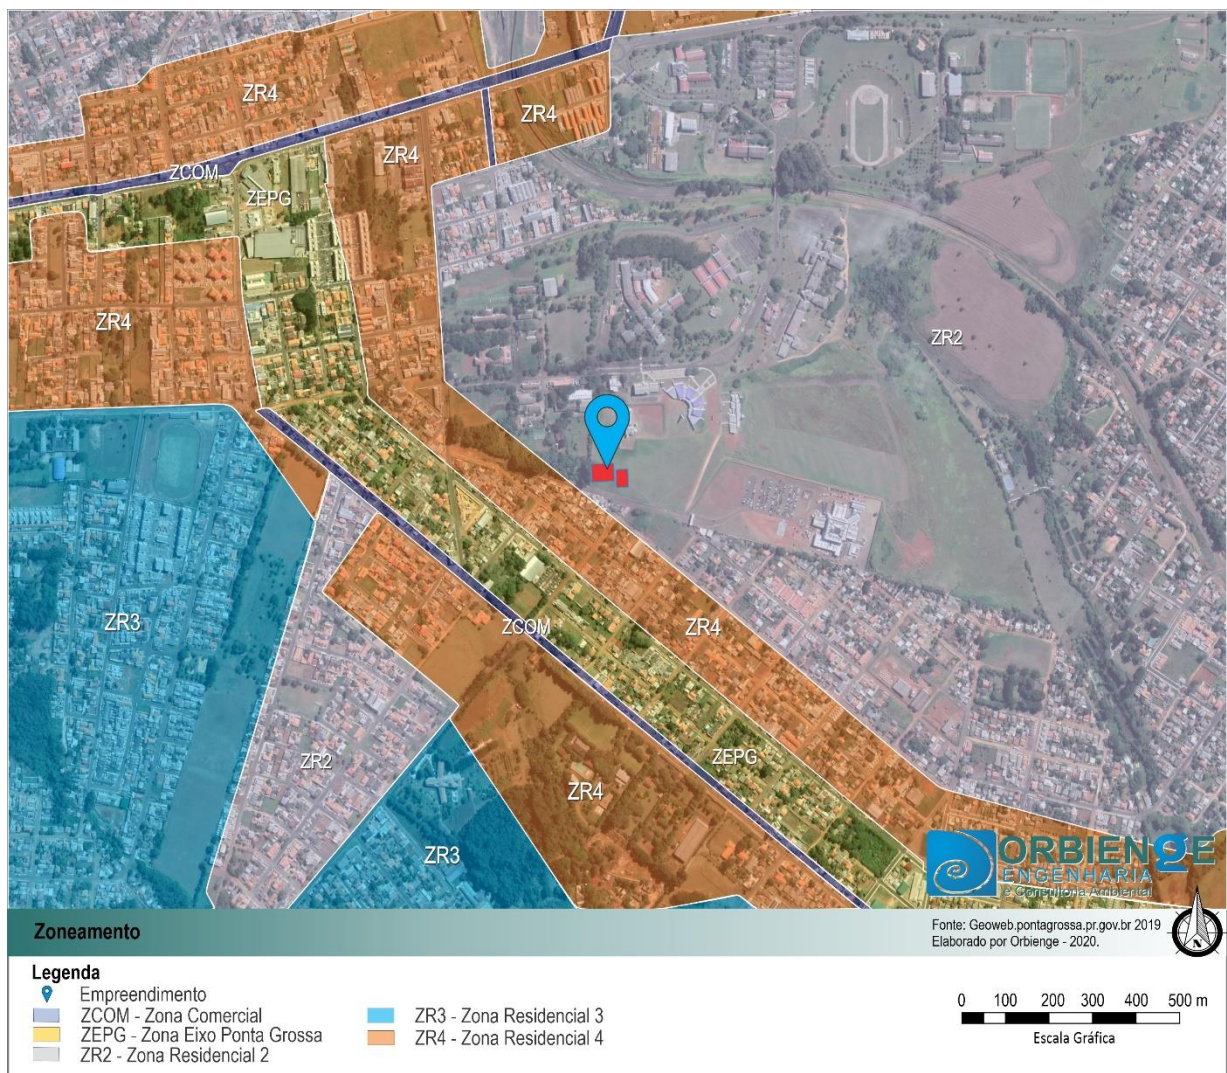 ZR4
ZR4
ZR4
ZCOM
ZEPG
ZR4
ZR2
ZR3
ZCOM
ZR4
ZR2
ZEPG
ZR4
ZR3
ORBIENGE
ENGENHARIA
e Consultoria Ambiental
Zoneamento
Fonte: Geoweb.pontagrossa.pr.gov.br 2019
Elaborado por Orbienge - 2020.
N
Legenda
Empreendimento
ZCOM - Zona Comercial
ZEPG - Zona Eixo Ponta Grossa
ZR2 - Zona Residencial 2
ZR3 - Zona Residencial 3
ZR4 - Zona Residencial 4
0 100 200 300 400 500 m
Escala Gráfica